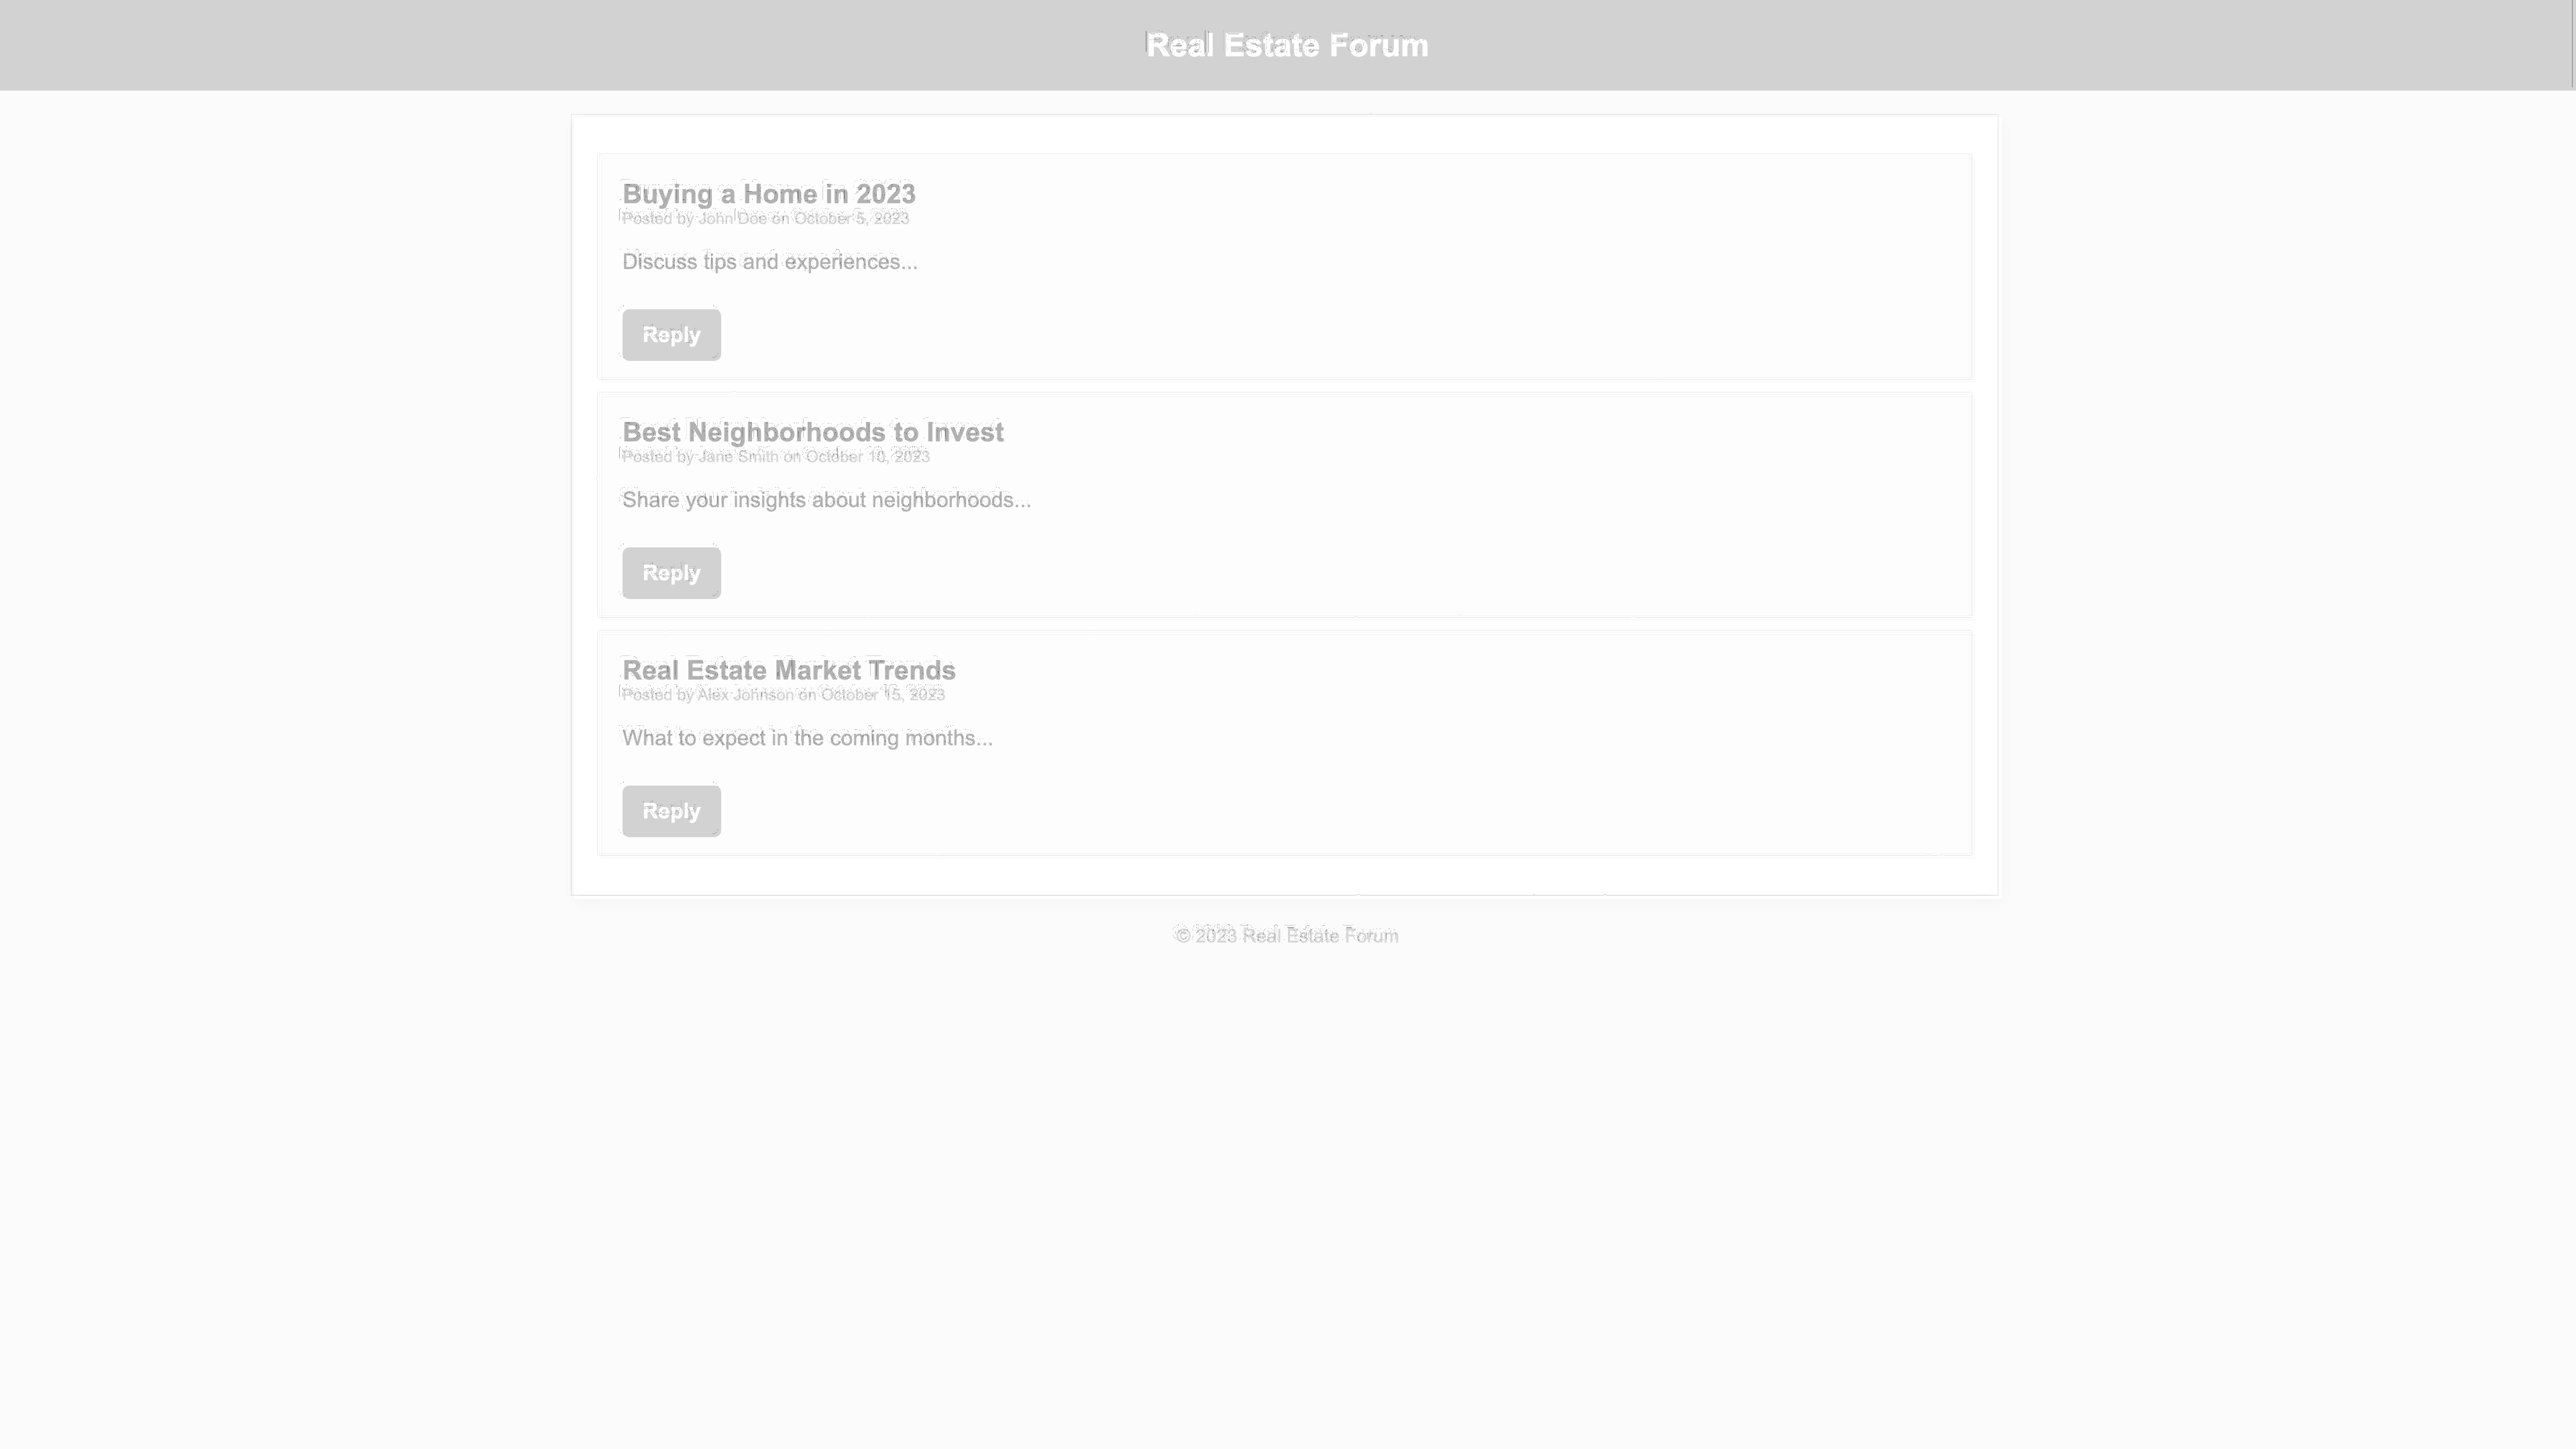 Real Estate Forum
Buying a Home in 2023
Posted by John Doe on October 5, 2023
Discuss tips and experiences...
Reply
Best Neighborhoods to Invest
Posted by Jane Smith on October 10, 2023
Share your insights about neighborhoods...
Reply
Real Estate Market Trends
Posted by Alex Johnson on October 15, 2023
What to expect in the coming months...
Reply
© 2023 Real Estate Forum